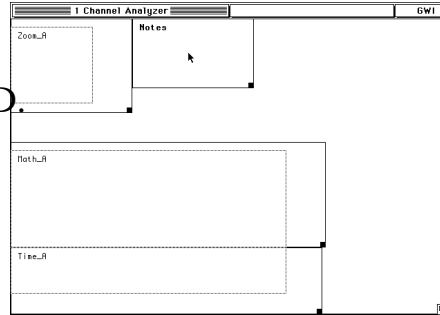 1 Channel Analyzer
GWI
Zoom_A
Notes
Math_A
Time_A